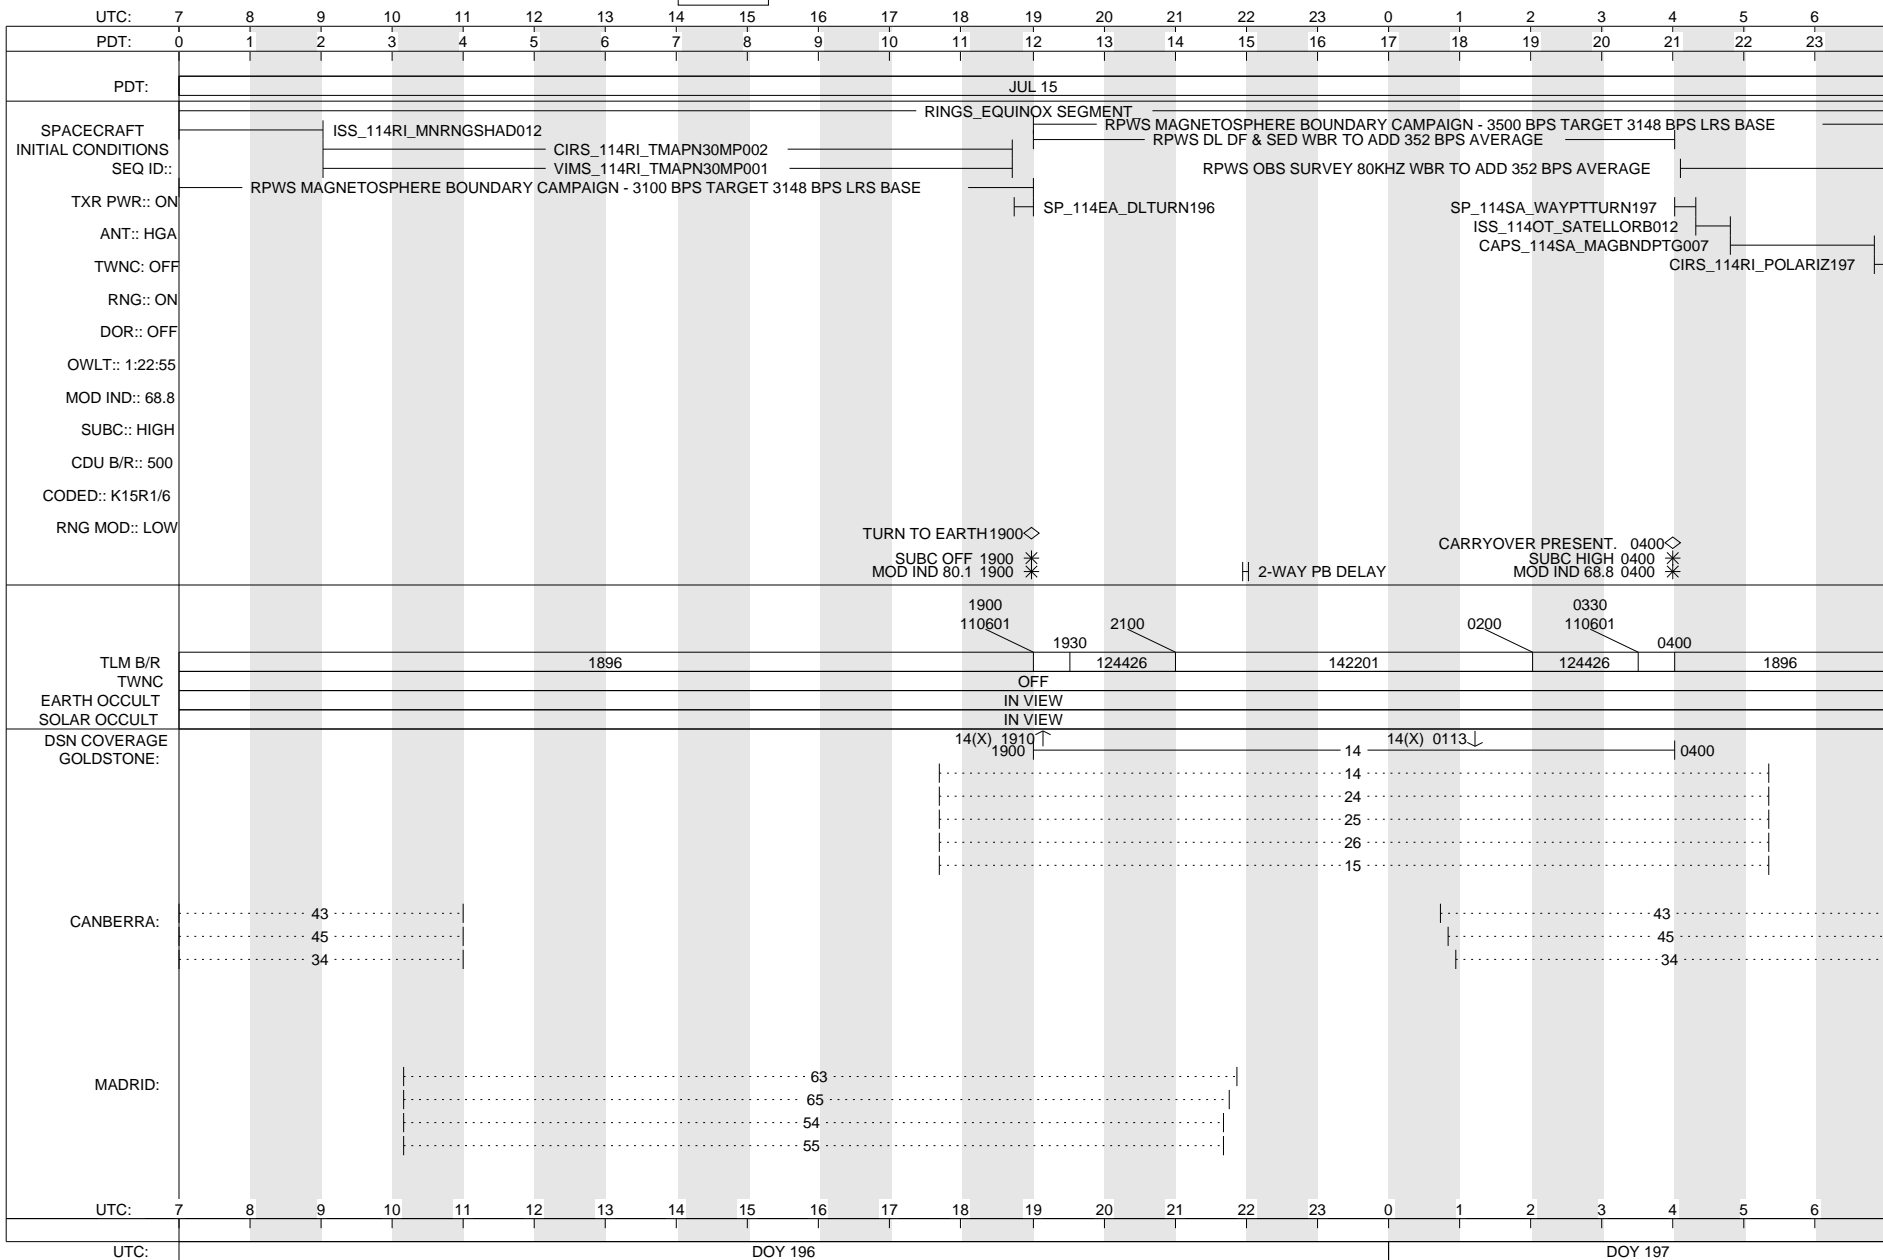 UTC: 7 8 9 10 11 12 13 14 15 16 17 18 19 20 21 22 23 0 1 2 3 4 5 6
PDT: 0 1 2 3 4 5 6 7 8 9 10 11 12 13 14 15 16 17 18 19 20 21 22 23
PDT: JUL 15
RINGS_EQUINOX SEGMENT
SPACECRAFT
INITIAL CONDITIONS
SEQ ID::
TXR PWR:: ON
ANT:: HGA
TWNC: OFF
RNG:: ON
DOR:: OFF
OWLT:: 1:22:55
MOD IND:: 68.8
SUBC:: HIGH
CDU B/R:: 500
CODED:: K15R1/6
RNG MOD:: LOW
ISS_114RI_MNRNGSHAD012
RPWS MAGNETOSPHERE BOUNDARY CAMPAIGN - 3500 BPS TARGET 3148 BPS LRS BASE
RPWS DL DF & SED WBR TO ADD 352 BPS AVERAGE
CIRS_114RI_TMAPN30MP002
VIMS_114RI_TMAPN30MP001
RPWS OBS SURVEY 80KHZ WBR TO ADD 352 BPS AVERAGE
RPWS MAGNETOSPHERE BOUNDARY CAMPAIGN - 3100 BPS TARGET 3148 BPS LRS BASE
SP_114EA_DLTURN196
SP_114SA_WAYPTTURN197
ISS_114OT_SATELLORB012
CAPS_114SA_MAGBNDPTG007
CIRS_114RI_POLARIZ197
TURN TO EARTH 1900
SUBC OFF 1900
MOD IND 80.1 1900
2-WAY PB DELAY
CARRYOVER PRESENT. 0400
SUBC HIGH 0400
MOD IND 68.8 0400
1900 0330
110601 2100 0200 110601
1930 0400
TLM B/R 1896 124426 142201 124426 1896
TWNC OFF
EARTH OCCULT IN VIEW
SOLAR OCCULT IN VIEW
DSN COVERAGE 14(X) 1910 14(X) 0113
GOLDSTONE: 1900 14 0400
14
24
25
26
15
CANBERRA: 43 43
45 45
34 34
MADRID: 63
65
54
55
UTC: 7 8 9 10 11 12 13 14 15 16 17 18 19 20 21 22 23 0 1 2 3 4 5 6
UTC: DOY 196 DOY 197